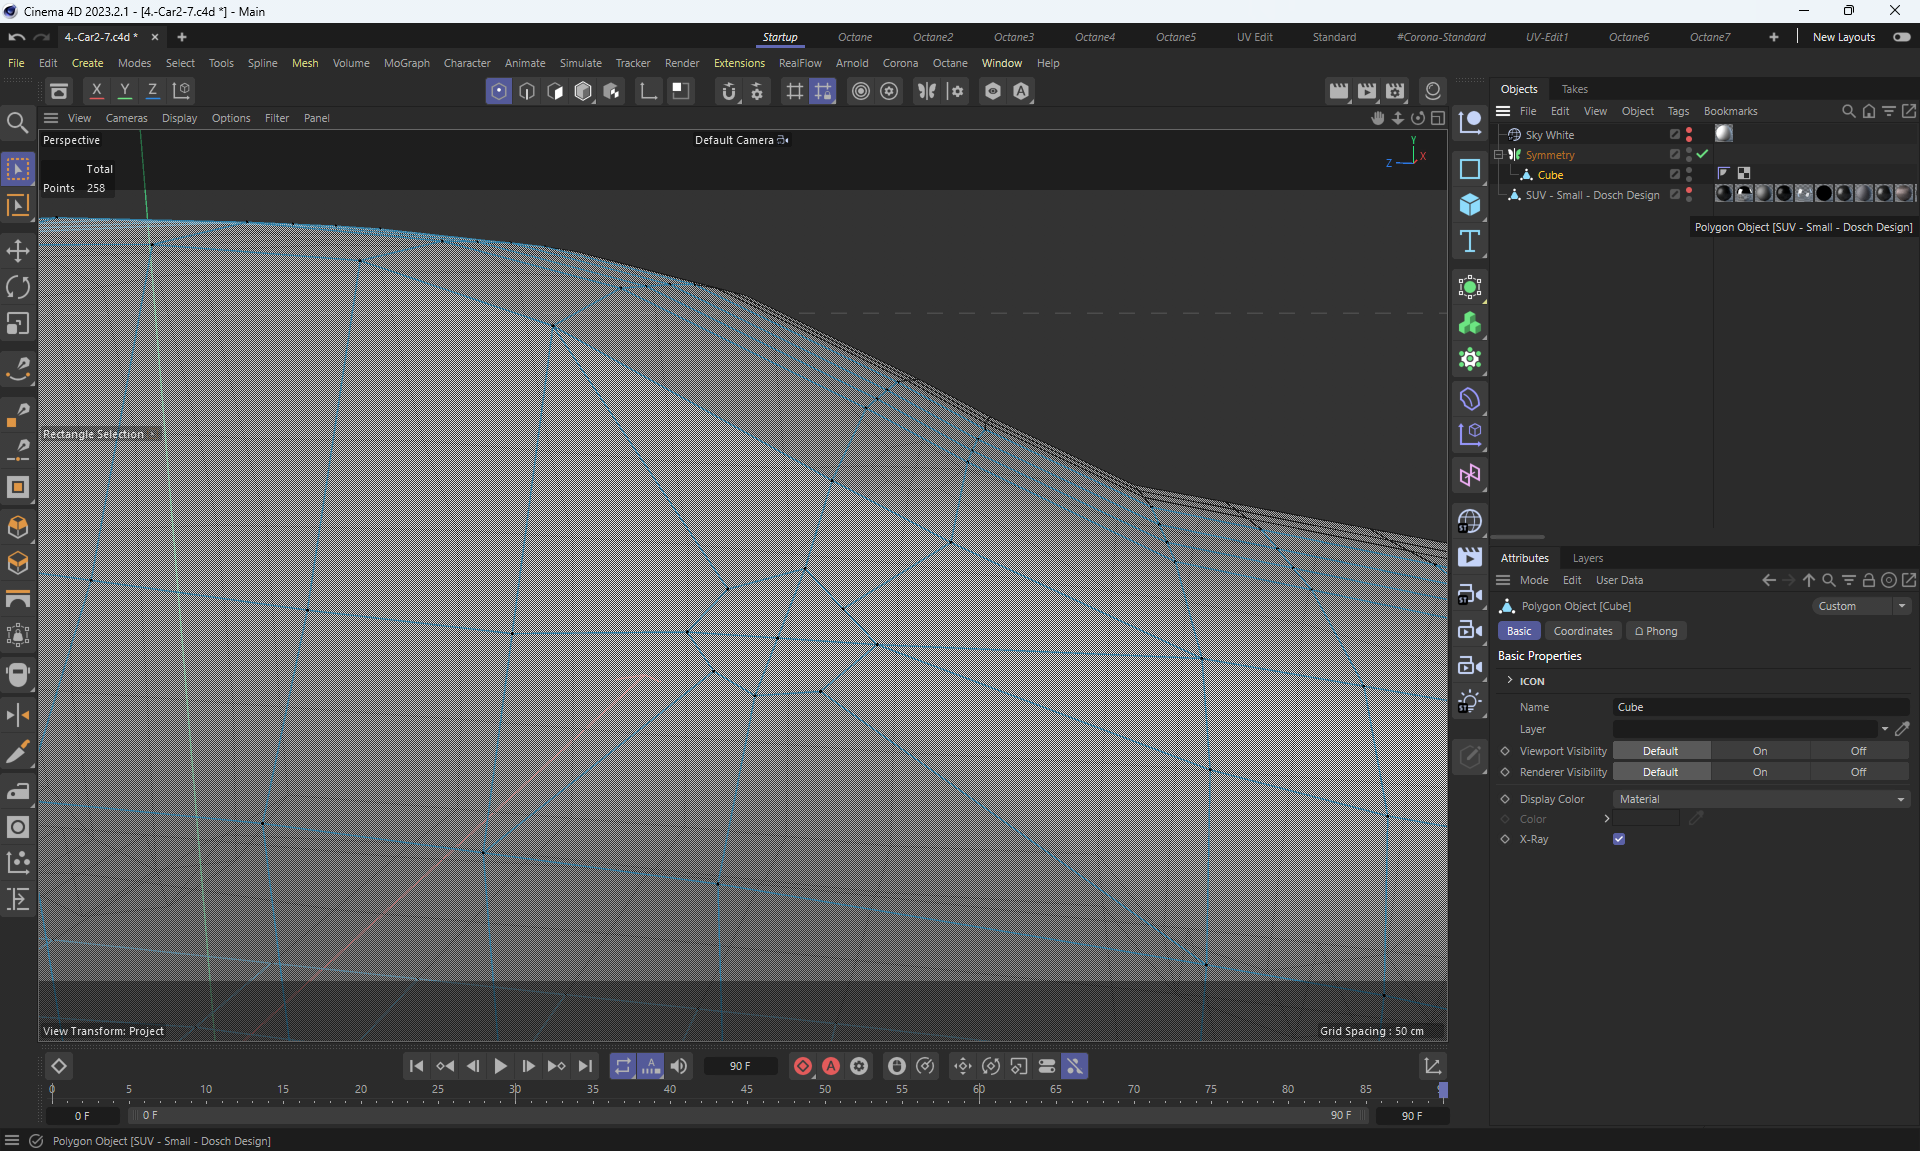 Cinema 4D 2023.2.1 - [4.-Car2-7.c4d *] - Main
4.-Car2-7.c4d *
Startup Octane Octane2 Octane3 Octane4 Octane5 UV Edit Standard #Corona-Standard UV-Edit1 Octane6 Octane7 New Layouts
File Edit Create Modes Select Tools Spline Mesh Volume MoGraph Character Animate Simulate Tracker Render Extensions RealFlow Arnold Corona Octane Window Help
X Y Z
View Cameras Display Options Filter Panel
Perspective
Default Camera
Total
Points 258
Y
Z X
Rectangle Selection
View Transform: Project
Grid Spacing : 50 cm
Objects Takes
File Edit View Object Tags Bookmarks
Sky White
Symmetry
Cube
SUV - Small - Dosch Design
Polygon Object [SUV - Small - Dosch Design]
Attributes Layers
Mode Edit User Data
Polygon Object [Cube]
Custom
Basic Coordinates Phong
Basic Properties
ICON
Name Cube
Layer
Viewport Visibility Default On Off
Renderer Visibility Default On Off
Display Color Material
Color
X-Ray
90 F
0 5 10 15 20 25 30 35 40 45 50 55 60 65 70 75 80 85
0 F 0 F 90 F 90 F
Polygon Object [SUV - Small - Dosch Design]